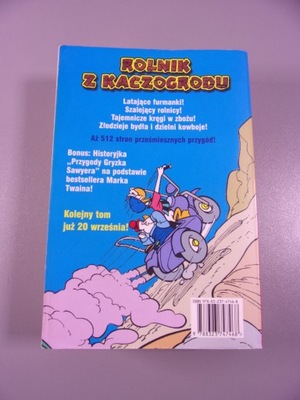 ROLNIK
Z KACZOGRODU
Latające furmanki!
Szalejący rolnicy!
Tajemnicze kręgi w zbożu!
Złodzieje bydła i dzielni kowboje!
Aż 512 stron prześmiesznych przygód!
Bonus: Historyjka
„Przygody Gryzka
Sawyera” na podstawie
bestsellera Marka
Twaina!
Kolejny tom
już 20 września!